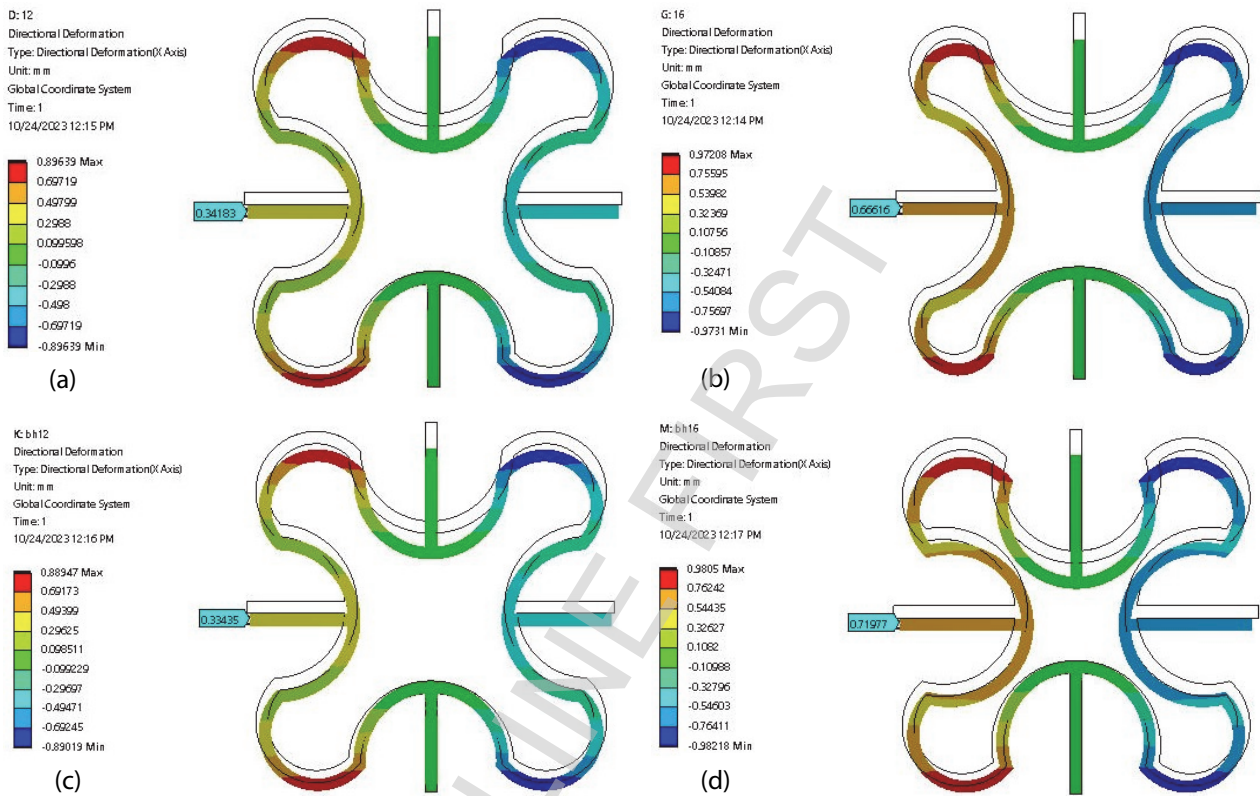 D: 12
Directional Deformation
Type: Directional Deformation(X Axis)
Unit: mm
Global Coordinate System
Time: 1
10/24/2023 12:15 PM
0.89639 Max
0.69719
0.49799
0.2988
0.099598
-0.0996
-0.2988
-0.498
-0.69719
-0.89639 Min
0.34183
(a)
G: 16
Directional Deformation
Type: Directional Deformation(X Axis)
Unit: mm
Global Coordinate System
Time: 1
10/24/2023 12:14 PM
0.97208 Max
0.75595
0.53982
0.32369
0.10756
-0.10857
-0.32471
-0.54084
-0.75697
-0.9731 Min
0.66616
(b)
K: bh12
Directional Deformation
Type: Directional Deformation(X Axis)
Unit: mm
Global Coordinate System
Time: 1
10/24/2023 12:16 PM
0.88947 Max
0.69173
0.49399
0.29625
0.098511
-0.099229
-0.29697
-0.49471
-0.69245
-0.89019 Min
0.33435
(c)
M: bh16
Directional Deformation
Type: Directional Deformation(X Axis)
Unit: mm
Global Coordinate System
Time: 1
10/24/2023 12:17 PM
0.9805 Max
0.76242
0.54435
0.32627
0.1082
-0.10988
-0.32796
-0.54603
-0.76411
-0.98218 Min
0.71977
(d)
LINE FIRST